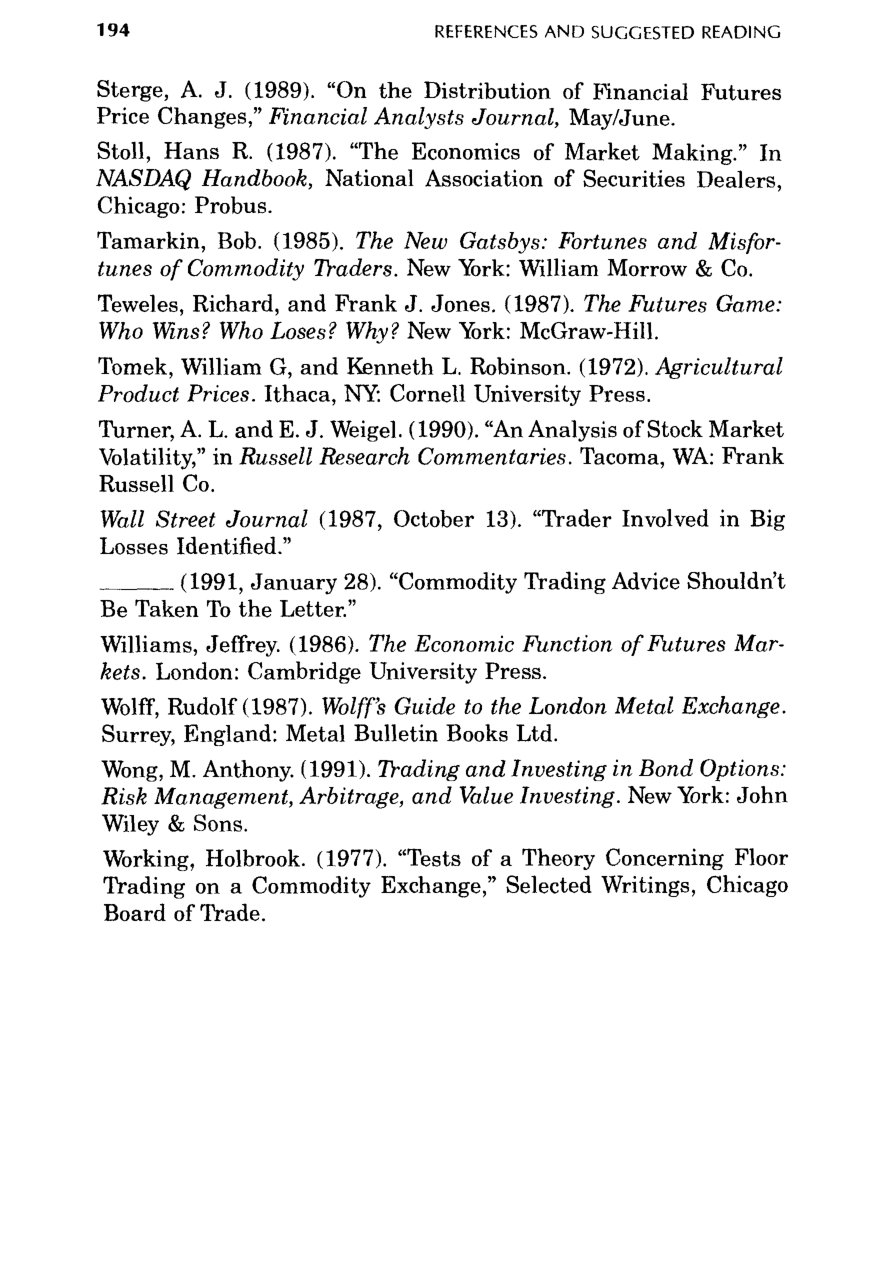 194 REFERENCES AND SUGGESTED READING
Sterge, A. J. (1989). “On the Distribution of Financial Futures
Price Changes,” Financial Analysts Journal, May/June.
Stoll, Hans R. (1987). “The Economics of Market Making.” In
NASDAQ Handbook, National Association of Securities Dealers,
Chicago: Probus.
Tamarkin, Bob. (1985). The New Gatsbys: Fortunes and Misfor-
tunes of Commodity Traders. New York: William Morrow & Co.
Teweles, Richard, and Frank J. Jones. (1987). The Futures Game:
Who Wins? Who Loses? Why? New York: McGraw-Hill.
Tomek, William G, and Kenneth L. Robinson. (1972). Agricultural
Product Prices. Ithaca, NY: Cornell University Press.
Turner, A. L. and E. J. Weigel. (1990). “An Analysis of Stock Market
Volatility,” in Russell Research Commentaries. Tacoma, WA: Frank
Russell Co.
Wall Street Journal (1987, October 13). “Trader Involved in Big
Losses Identified.”
_____ (1991, January 28). “Commodity Trading Advice Shouldn’t
Be Taken To the Letter.”
Williams, Jeffrey. (1986). The Economic Function of Futures Mar-
kets. London: Cambridge University Press.
Wolff, Rudolf (1987). Wolff’s Guide to the London Metal Exchange.
Surrey, England: Metal Bulletin Books Ltd.
Wong, M. Anthony. (1991). Trading and Investing in Bond Options:
Risk Management, Arbitrage, and Value Investing. New York: John
Wiley & Sons.
Working, Holbrook. (1977). “Tests of a Theory Concerning Floor
Trading on a Commodity Exchange,” Selected Writings, Chicago
Board of Trade.